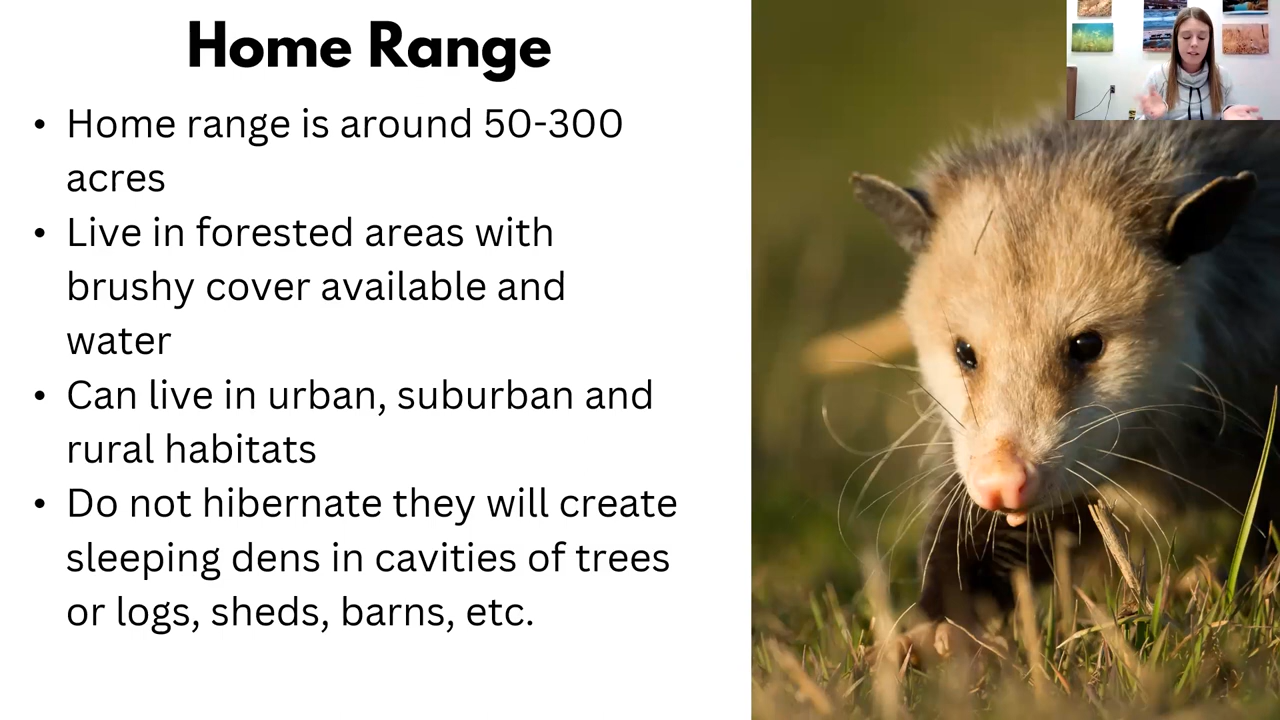 Home Range
• Home range is around 50-300
acres
• Live in forested areas with
brushy cover available and
water
• Can live in urban, suburban and
rural habitats
• Do not hibernate they will create
sleeping dens in cavities of trees
or logs, sheds, barns, etc.